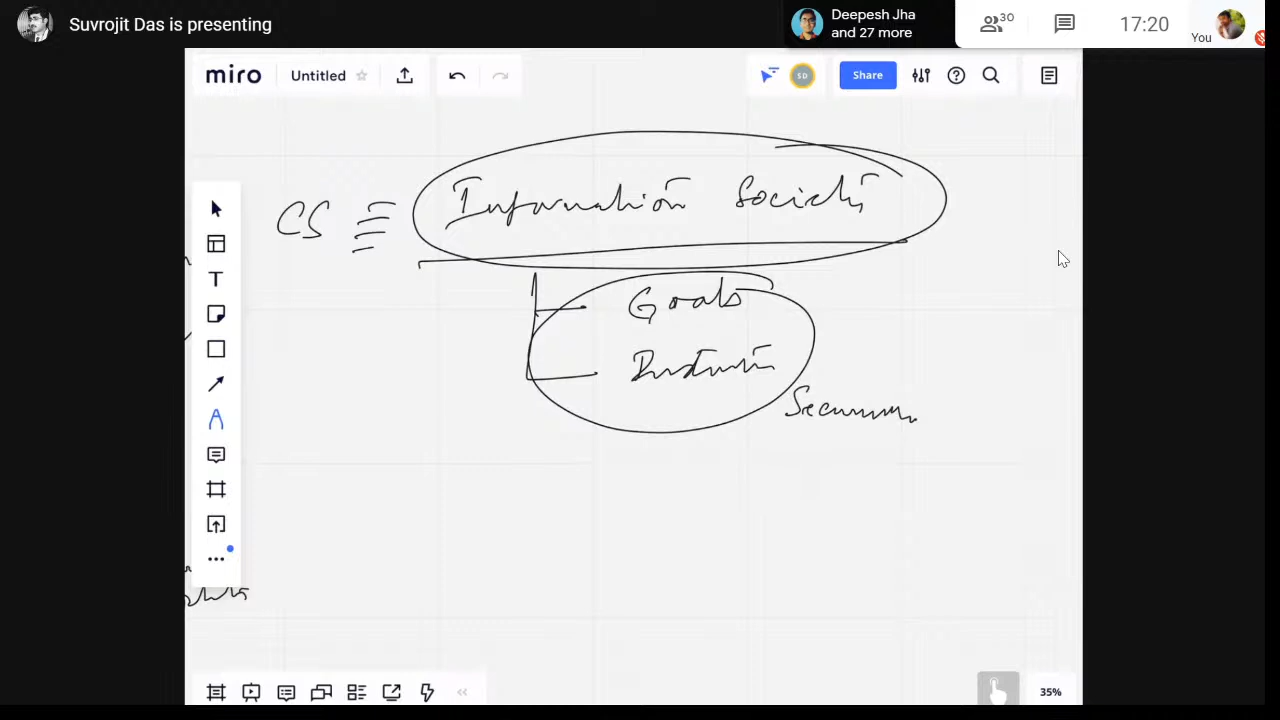 Suvrojit Das is presenting
Deepesh Jha
and 27 more
30
17:20
You
miro
Untitled
SD
Share
CS ≡ Information Society
Goals
T
35%